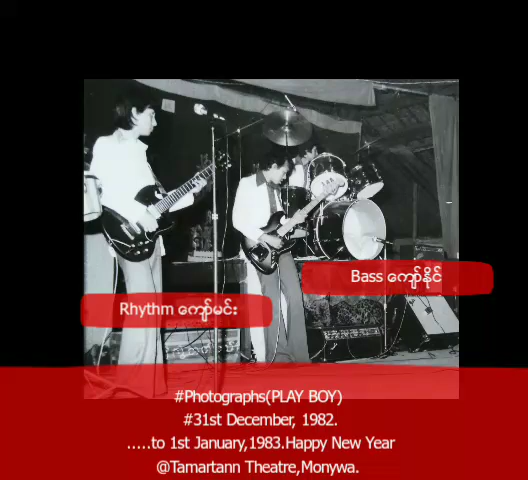 Bass ကျော်နိုင်
Rhythm ကျော်မင်း
#Photographs(PLAY BOY)
#31st December, 1982.
.....to 1st January,1983.Happy New Year
@Tamartann Theatre,Monywa.